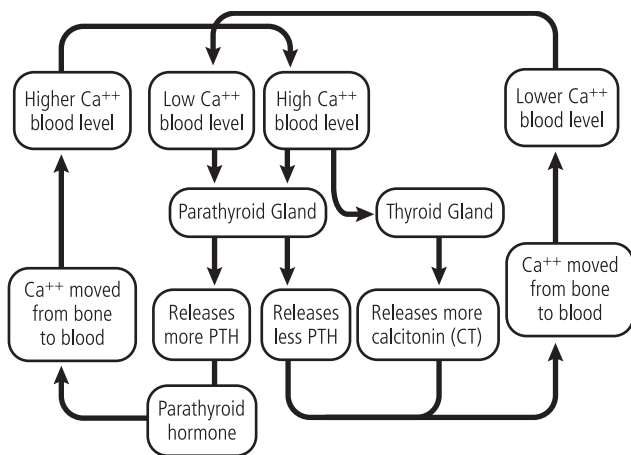 Higher Ca++
blood level
Low Ca++
blood level
High Ca++
blood level
Lower Ca++
blood level
Parathyroid Gland
Thyroid Gland
Ca++ moved
from bone
to blood
Releases
more PTH
Releases
less PTH
Releases more
calcitonin (CT)
Ca++ moved
from bone
to blood
Parathyroid
hormone